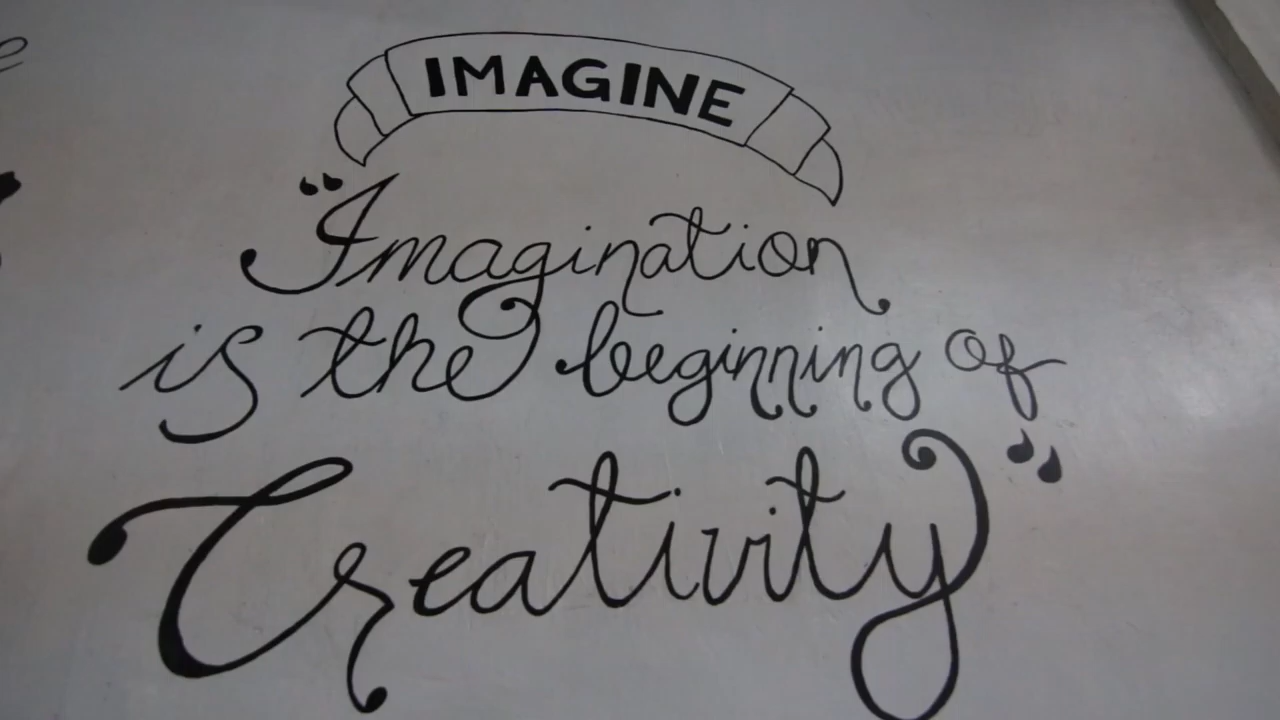 IMAGINE
“Imagination
is the beginning of
Creativity”